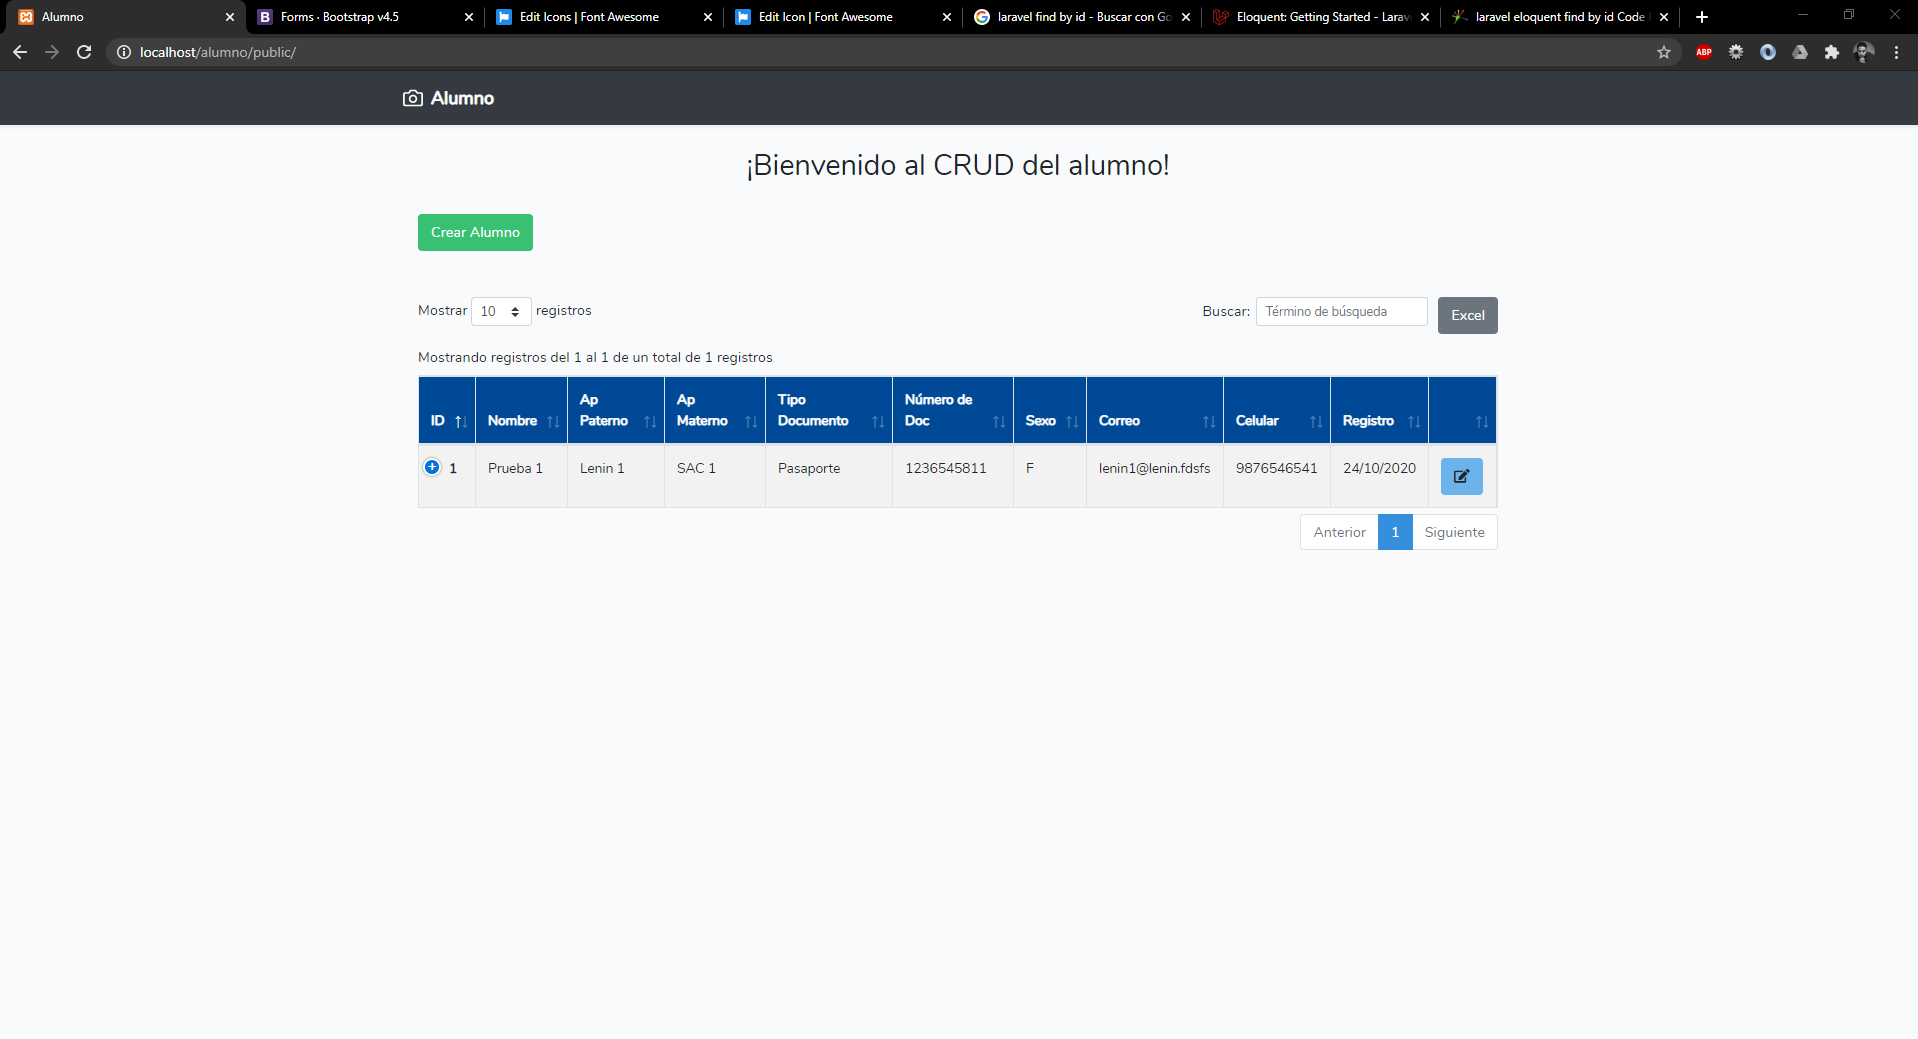 Alumno
Forms · Bootstrap v4.5
Edit Icons | Font Awesome
Edit Icon | Font Awesome
laravel find by id - Buscar con Go
Eloquent: Getting Started - Larav
laravel eloquent find by id Code
localhost/alumno/public/
ABP
Alumno
¡Bienvenido al CRUD del alumno!
Crear Alumno
Mostrar 10 registros
Buscar: Término de búsqueda Excel
Mostrando registros del 1 al 1 de un total de 1 registros
ID Nombre Ap Paterno Ap Materno Tipo Documento Número de Doc Sexo Correo Celular Registro
1 Prueba 1 Lenin 1 SAC 1 Pasaporte 1236545811 F lenin1@lenin.fdsfs 9876546541 24/10/2020
Anterior 1 Siguiente